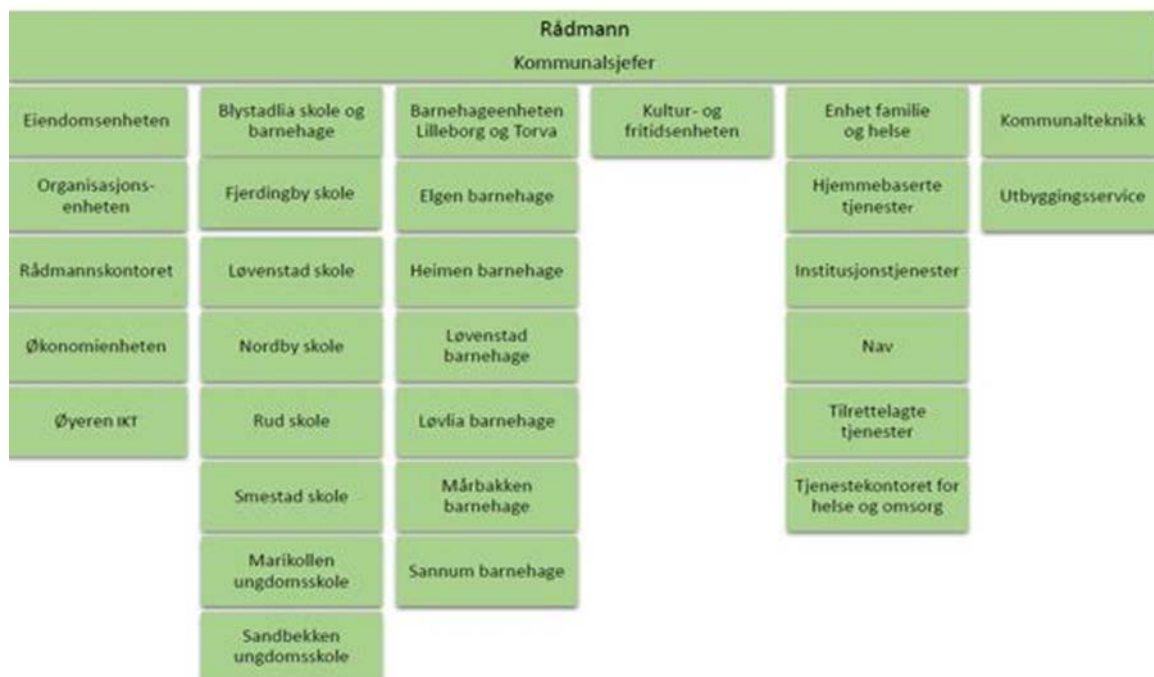 Rådmann
Kommunalsjefer
Eiendomsenheten
Organisasjons-
enheten
Rådmannskontoret
Økonomienheten
Øyeren IKT
Blystadlia skole og
barnehage
Fjerdingby skole
Løvenstad skole
Nordby skole
Rud skole
Smestad skole
Marikollen
ungdomsskole
Sandbekken
ungdomsskole
Barnehageenheten
Lilleborg og Torva
Elgen barnehage
Heimen barnehage
Løvenstad
barnehage
Løvlia barnehage
Mårbakken
barnehage
Sannum barnehage
Kultur- og
fritidsenheten
Enhet familie
og helse
Hjemmebaserte
tjenester
Institusjonstjenester
Nav
Tilrettelagte
tjenester
Tjenestekontoret for
helse og omsorg
Kommunalteknikk
Utbyggingsservice